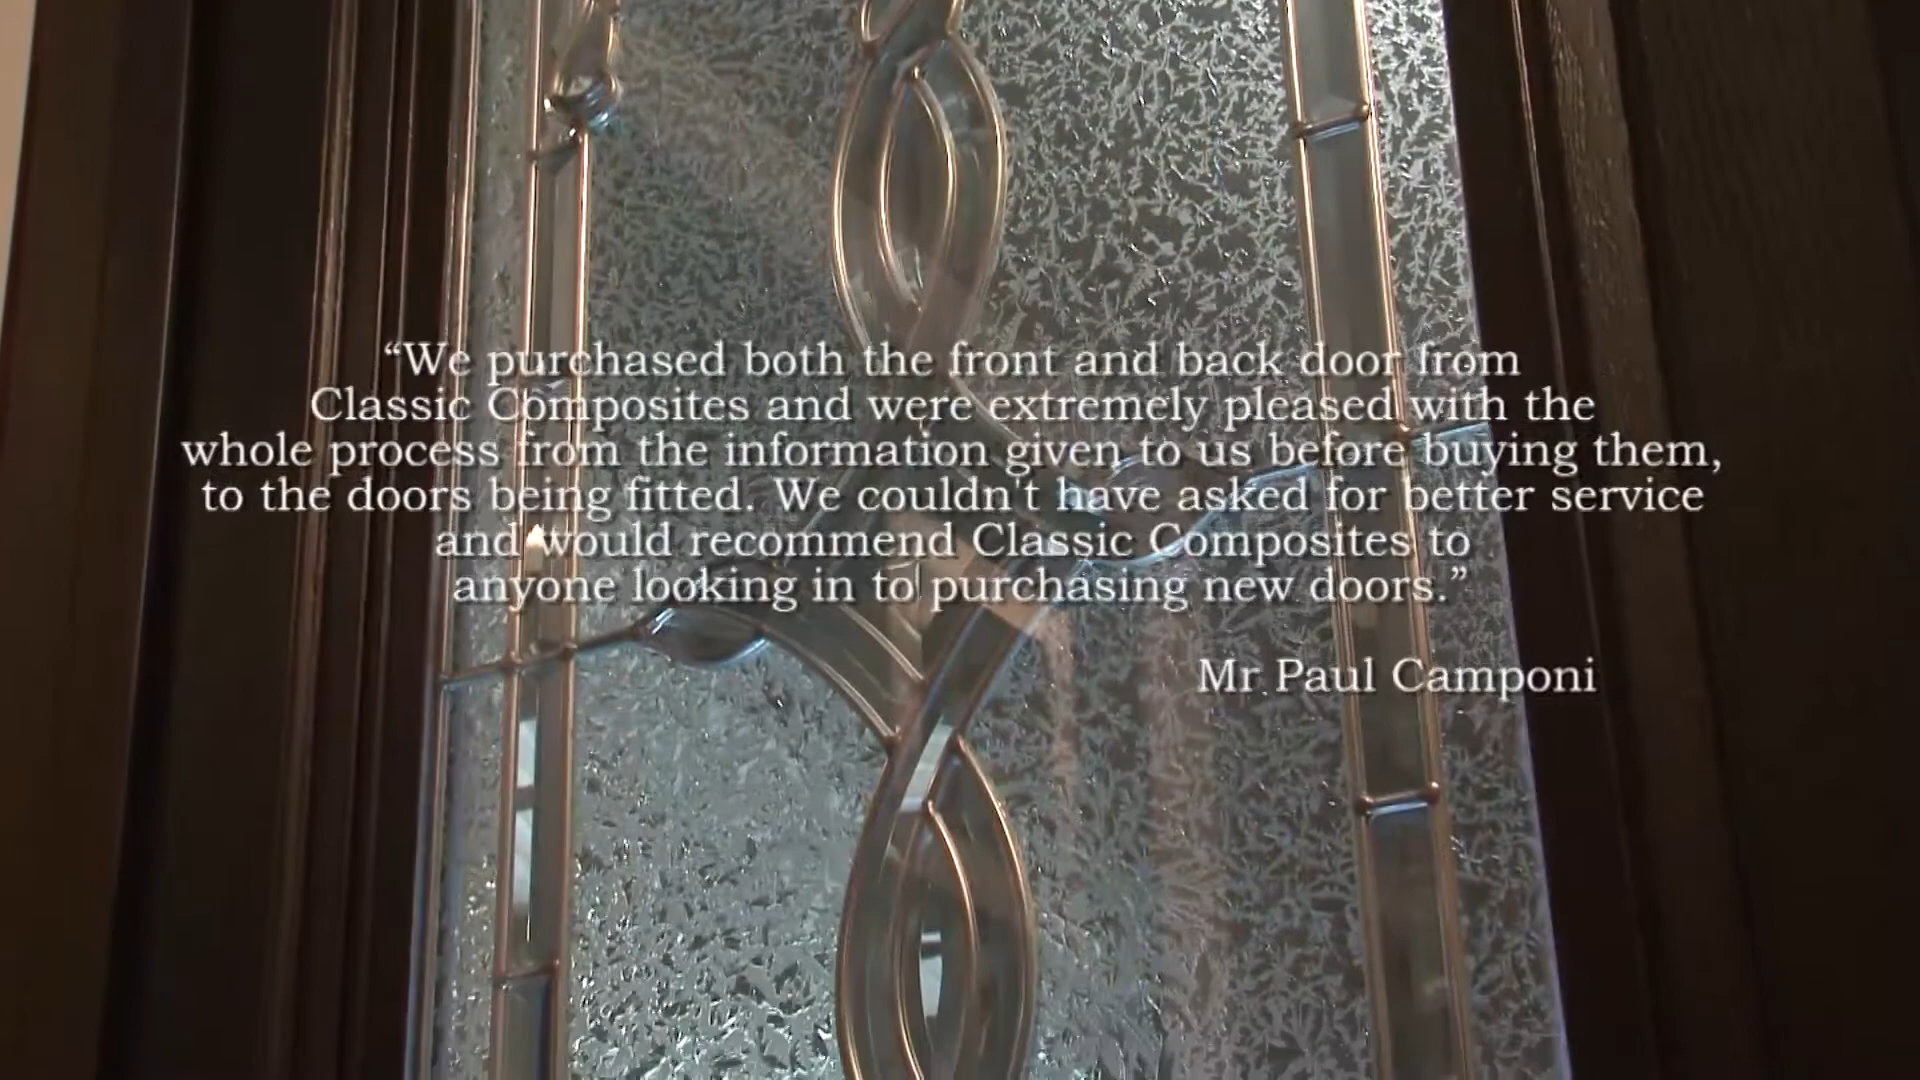 “We purchased both the front and back door from
Classic Composites and were extremely pleased with the
whole process from the information given to us before buying them,
to the doors being fitted. We couldn't have asked for better service
and would recommend Classic Composites to
anyone looking in to purchasing new doors.”
Mr Paul Camponi